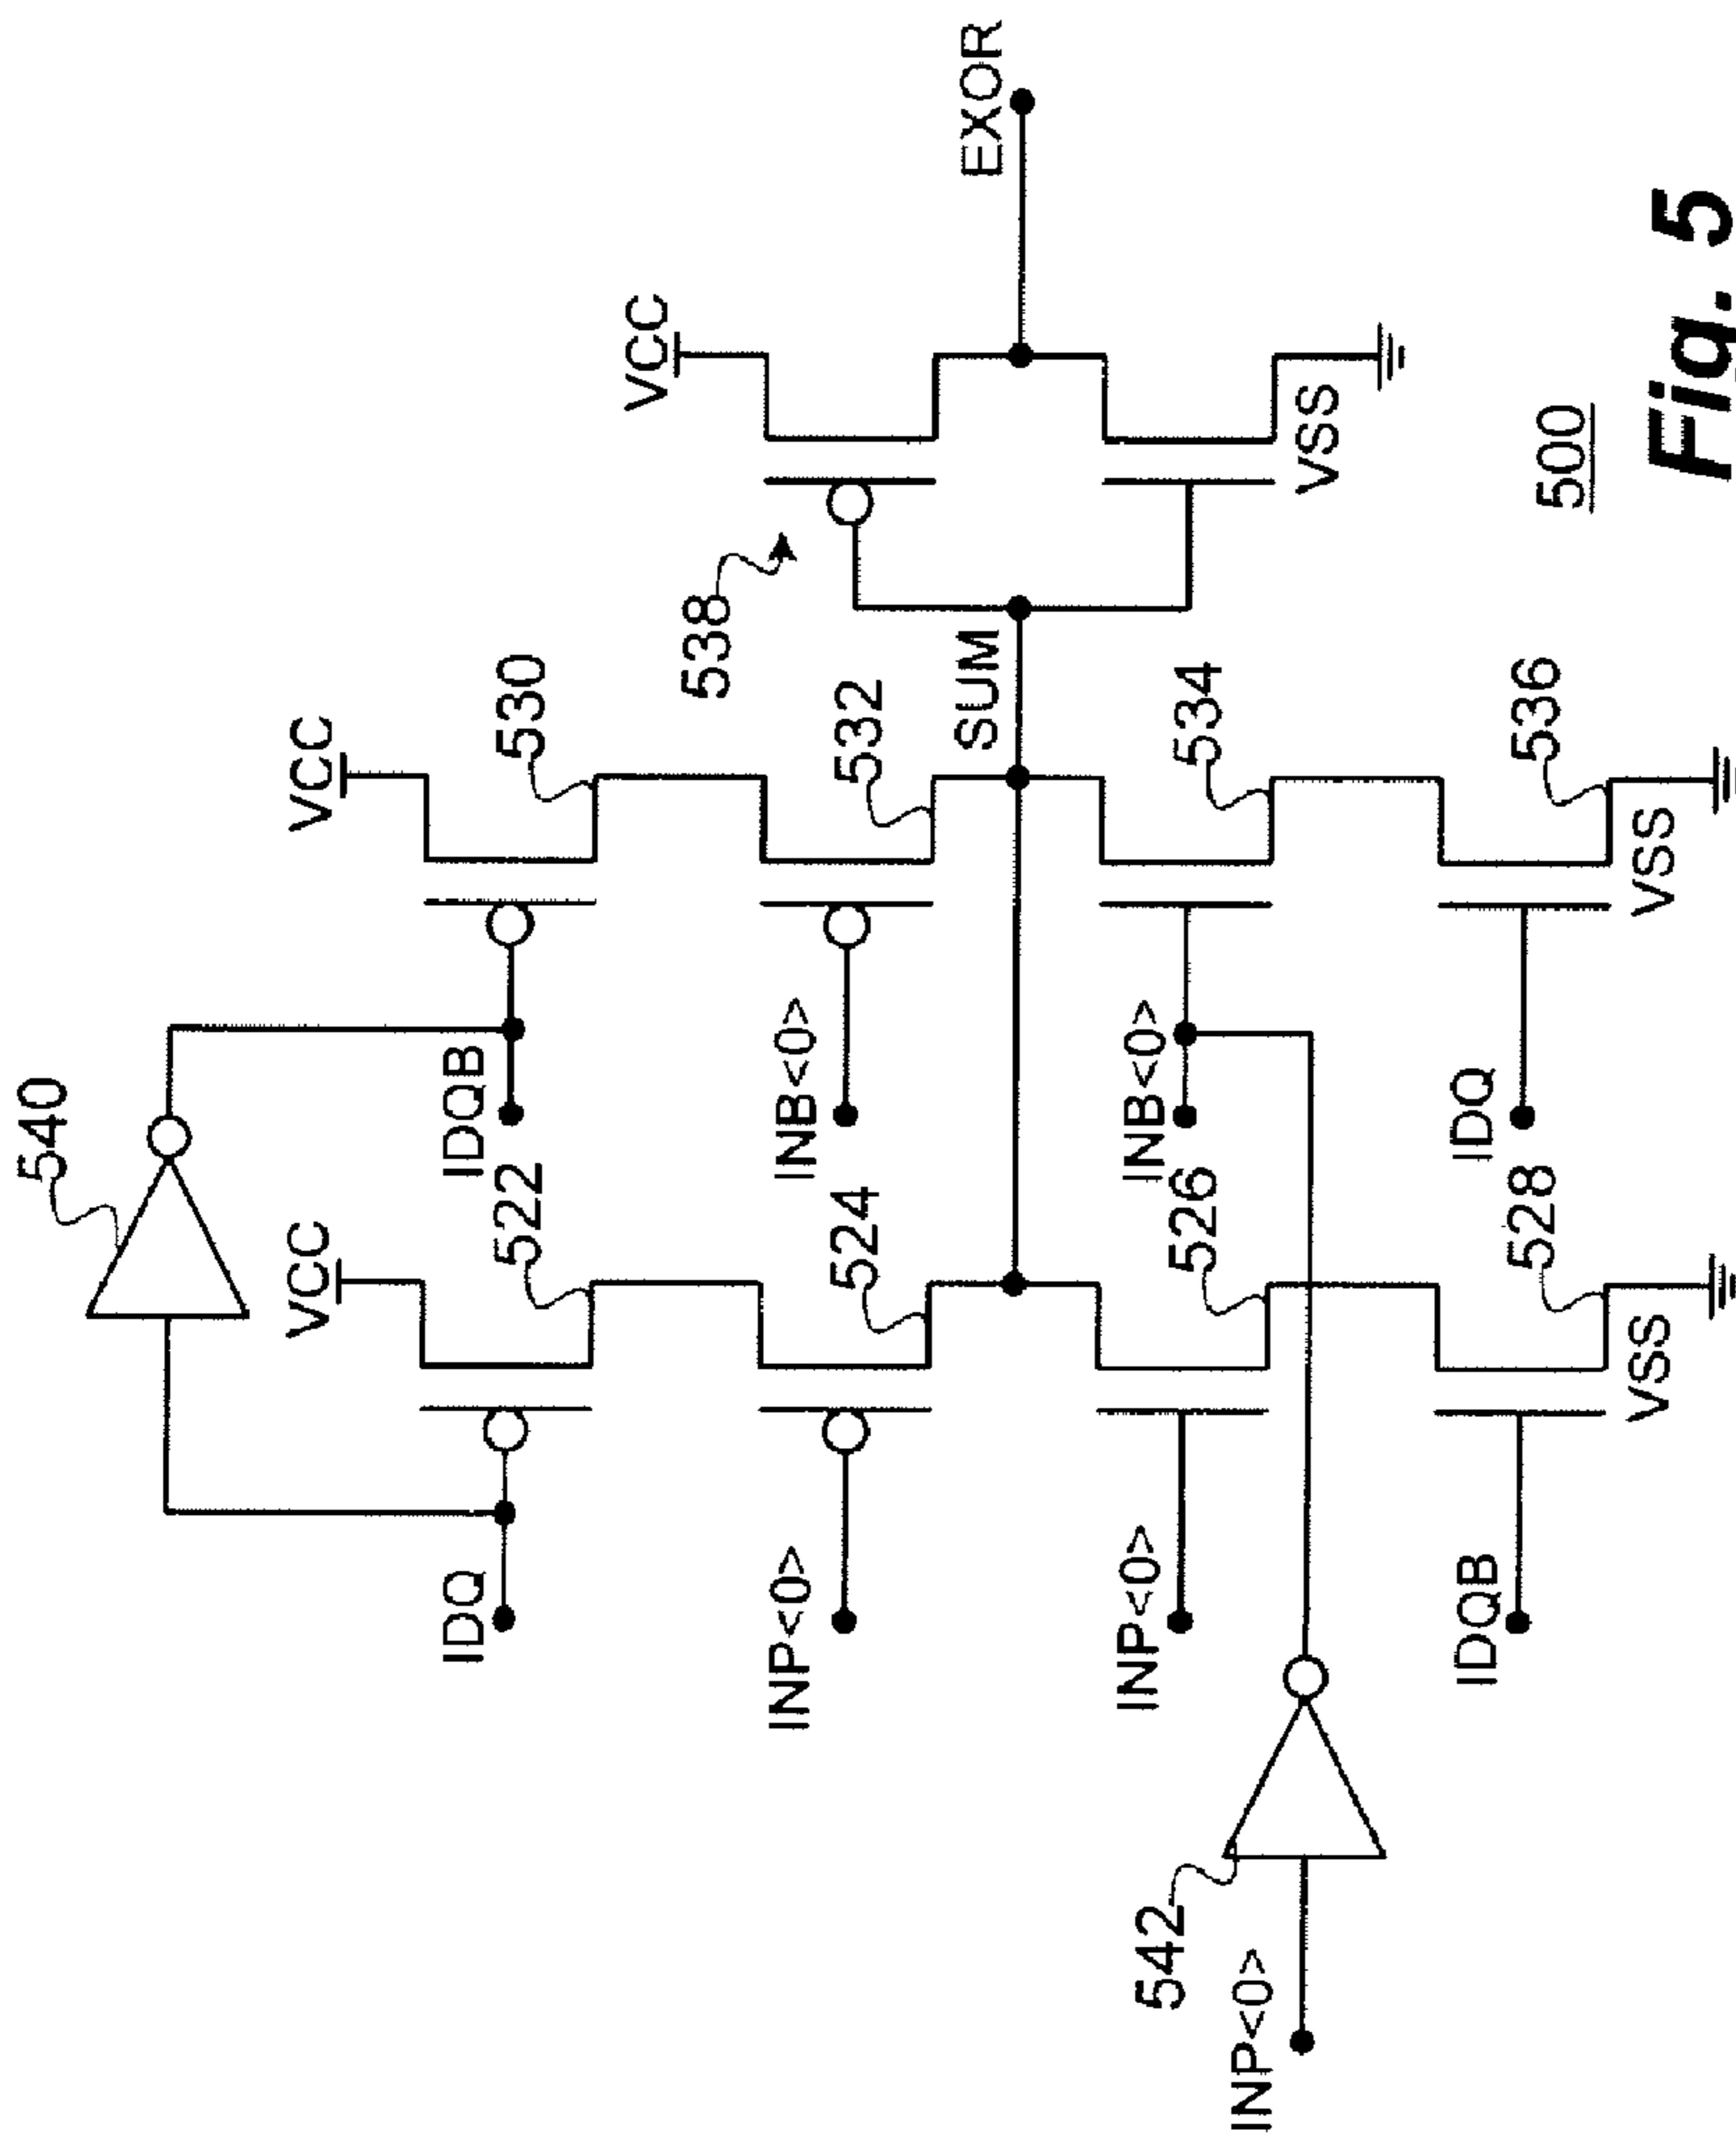 540
VCC
522
IDQ
524
INP<0>
INP<0>
526
IDQB
528
VSS
542
INP<0>
VCC
530
IDQB
532
INB<0>
SUM
INB<0>
534
IDQ
536
VSS
538
VCC
EXOR
VSS
500
Fig. 5